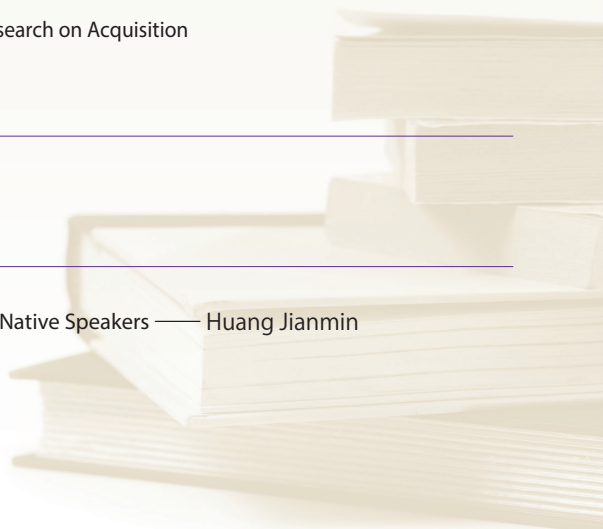 search on Acquisition
Native Speakers —— Huang Jianmin